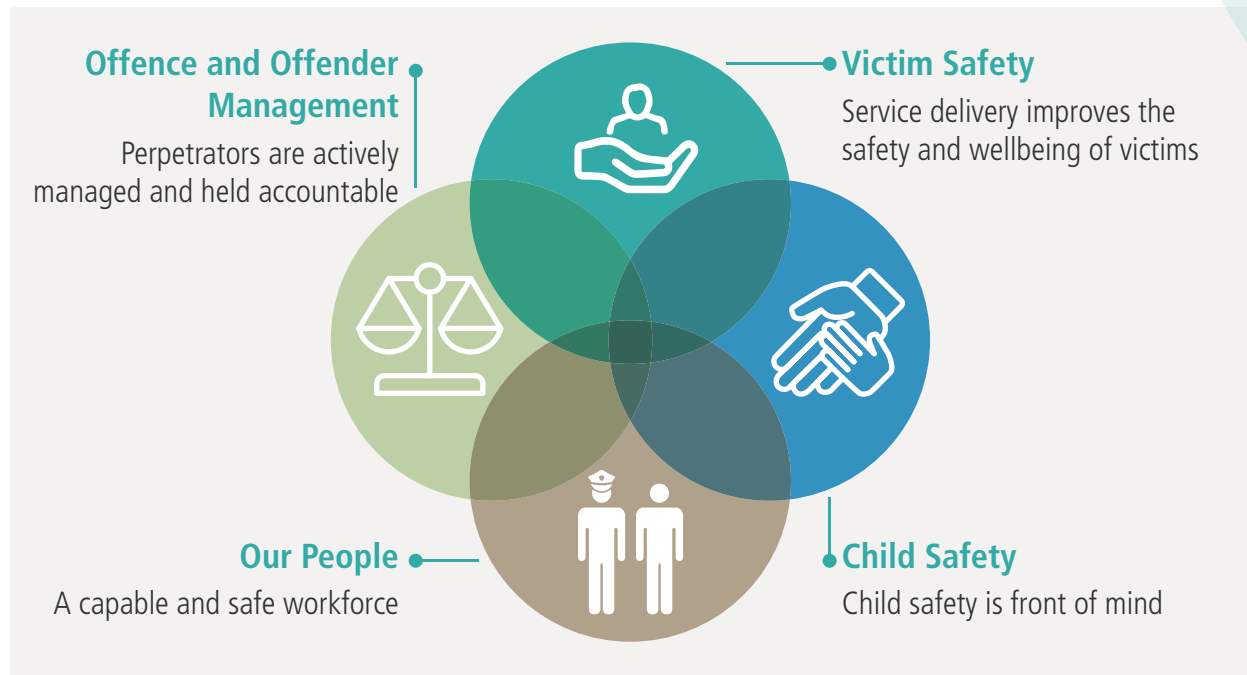 Offence and Offender
Management
Perpetrators are actively
managed and held accountable
Victim Safety
Service delivery improves the
safety and wellbeing of victims
Our People
A capable and safe workforce
Child Safety
Child safety is front of mind